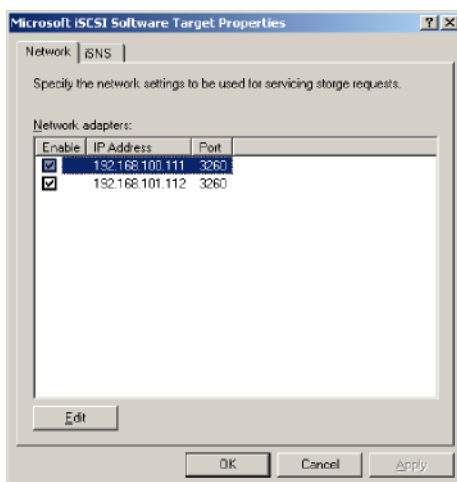 Microsoft iSCSI Software Target Properties
Network iSNS
Specify the network settings to be used for servicing storge requests.
Network adapters:
Enable IP Address Port
192.168.100.111 3260
192.168.101.112 3260
Edit
OK Cancel Apply